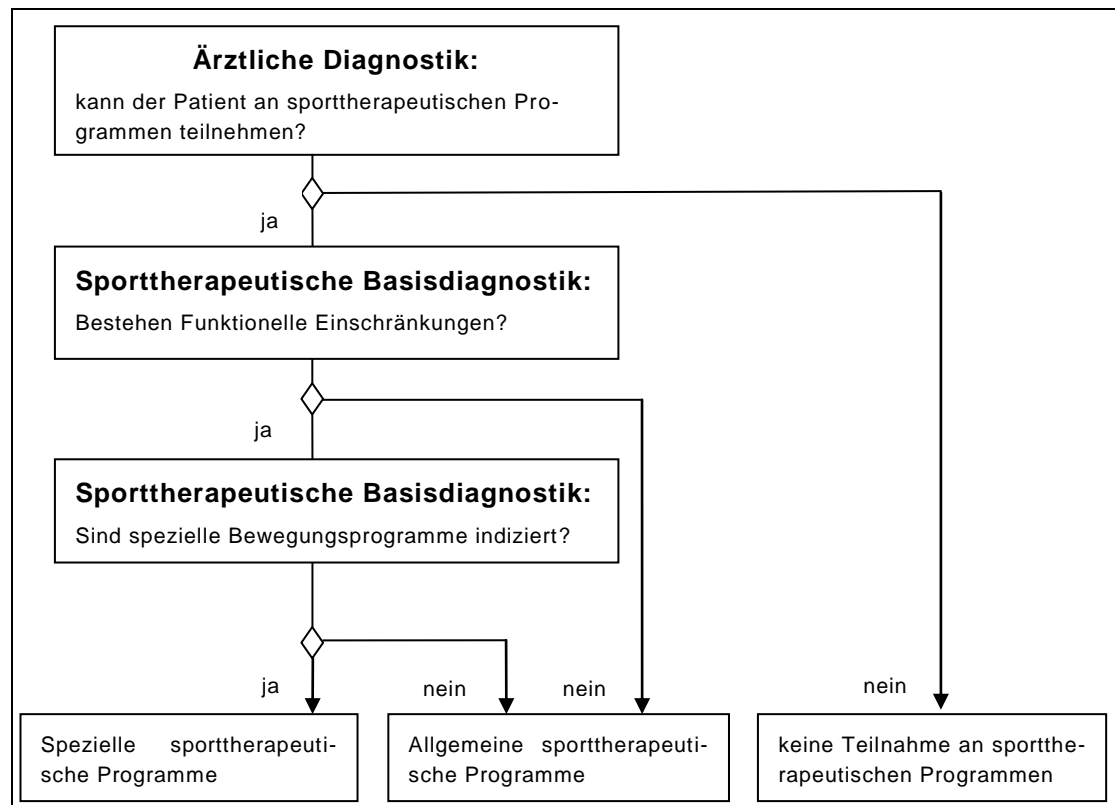 Ärztliche Diagnostik:
kann der Patient an sporttherapeutischen Pro-
grammen teilnehmen?
ja
Sporttherapeutische Basisdiagnostik:
Bestehen Funktionelle Einschränkungen?
ja
Sporttherapeutische Basisdiagnostik:
Sind spezielle Bewegungsprogramme indiziert?
ja
nein
nein
nein
Spezielle sporttherapeuti-
sche Programme
Allgemeine sporttherapeuti-
sche Programme
keine Teilnahme an sportthe-
rapeutischen Programmen